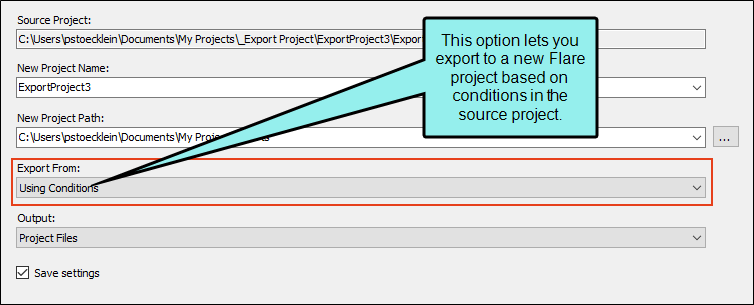 Source Project:
C:\Users\pstoecklein\Documents\My Projects\_Export Project\ExportProject3\Export
New Project Name:
ExportProject3
This option lets you
export to a new Flare
project based on
conditions in the
source project.
New Project Path:
C:\Users\pstoecklein\Documents\My
...
Export From:
Using Conditions
Output:
Project Files
Save settings